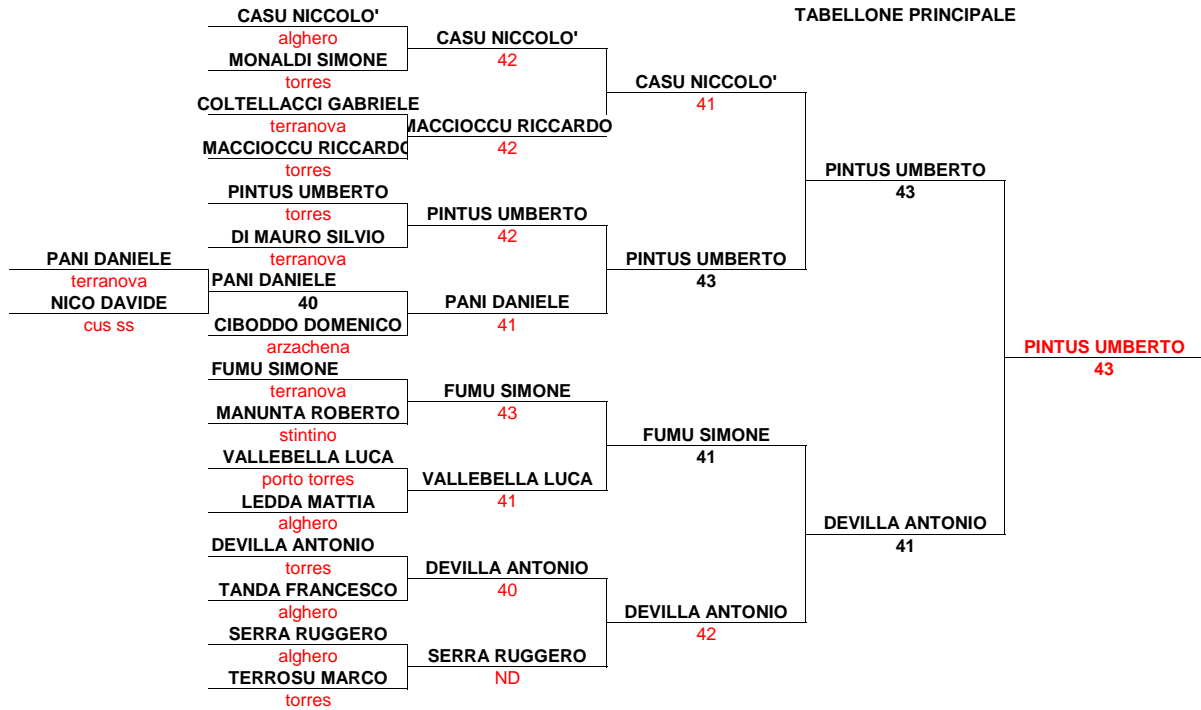 TABELLONE PRINCIPALE
CASU NICCOLO'
alghero
MONALDI SIMONE
torres
COLTELLACCI GABRIELE
terranova
MACCIOCCU RICCARDO
torres
PINTUS UMBERTO
torres
DI MAURO SILVIO
terranova
PANI DANIELE
terranova
NICO DAVIDE
cus ss
PANI DANIELE
40
CIBODDO DOMENICO
arzachena
FUMU SIMONE
terranova
MANUNTA ROBERTO
stintino
VALLEBELLA LUCA
porto torres
LEDDA MATTIA
alghero
DEVILLA ANTONIO
torres
TANDA FRANCESCO
alghero
SERRA RUGGERO
alghero
TERROSU MARCO
torres
CASU NICCOLO'
42
MACCIOCCU RICCARDO
42
PINTUS UMBERTO
42
PANI DANIELE
41
FUMU SIMONE
43
VALLEBELLA LUCA
41
DEVILLA ANTONIO
40
SERRA RUGGERO
ND
CASU NICCOLO'
41
PINTUS UMBERTO
43
FUMU SIMONE
41
DEVILLA ANTONIO
42
PINTUS UMBERTO
43
DEVILLA ANTONIO
41
PINTUS UMBERTO
43